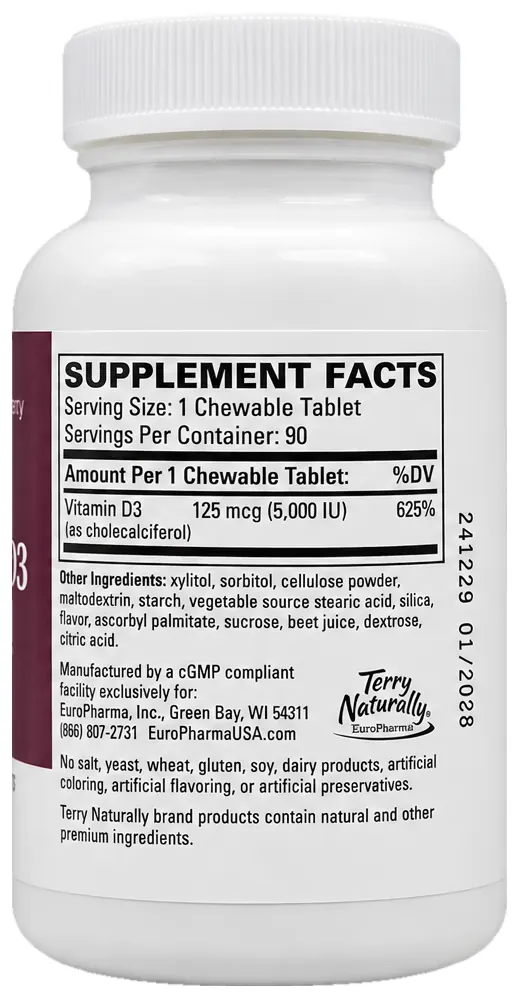 D3
SUPPLEMENT FACTS
Serving Size: 1 Chewable Tablet
Servings Per Container: 90
Amount Per 1 Chewable Tablet: %DV
Vitamin D3 125 mcg (5,000 IU) 625%
(as cholecalciferol)
Other Ingredients: xylitol, sorbitol, cellulose powder,
maltodextrin, starch, vegetable source stearic acid, silica,
flavor, ascorbyl palmitate, sucrose, beet juice, dextrose,
citric acid.
Manufactured by a cGMP compliant
facility exclusively for:
EuroPharma, Inc., Green Bay, WI 54311
(866) 807-2731 EuroPharmaUSA.com
Terry
Naturally®
EuroPharma®
No salt, yeast, wheat, gluten, soy, dairy products, artificial
coloring, artificial flavoring, or artificial preservatives.
Terry Naturally brand products contain natural and other
premium ingredients.
241229 01/2028